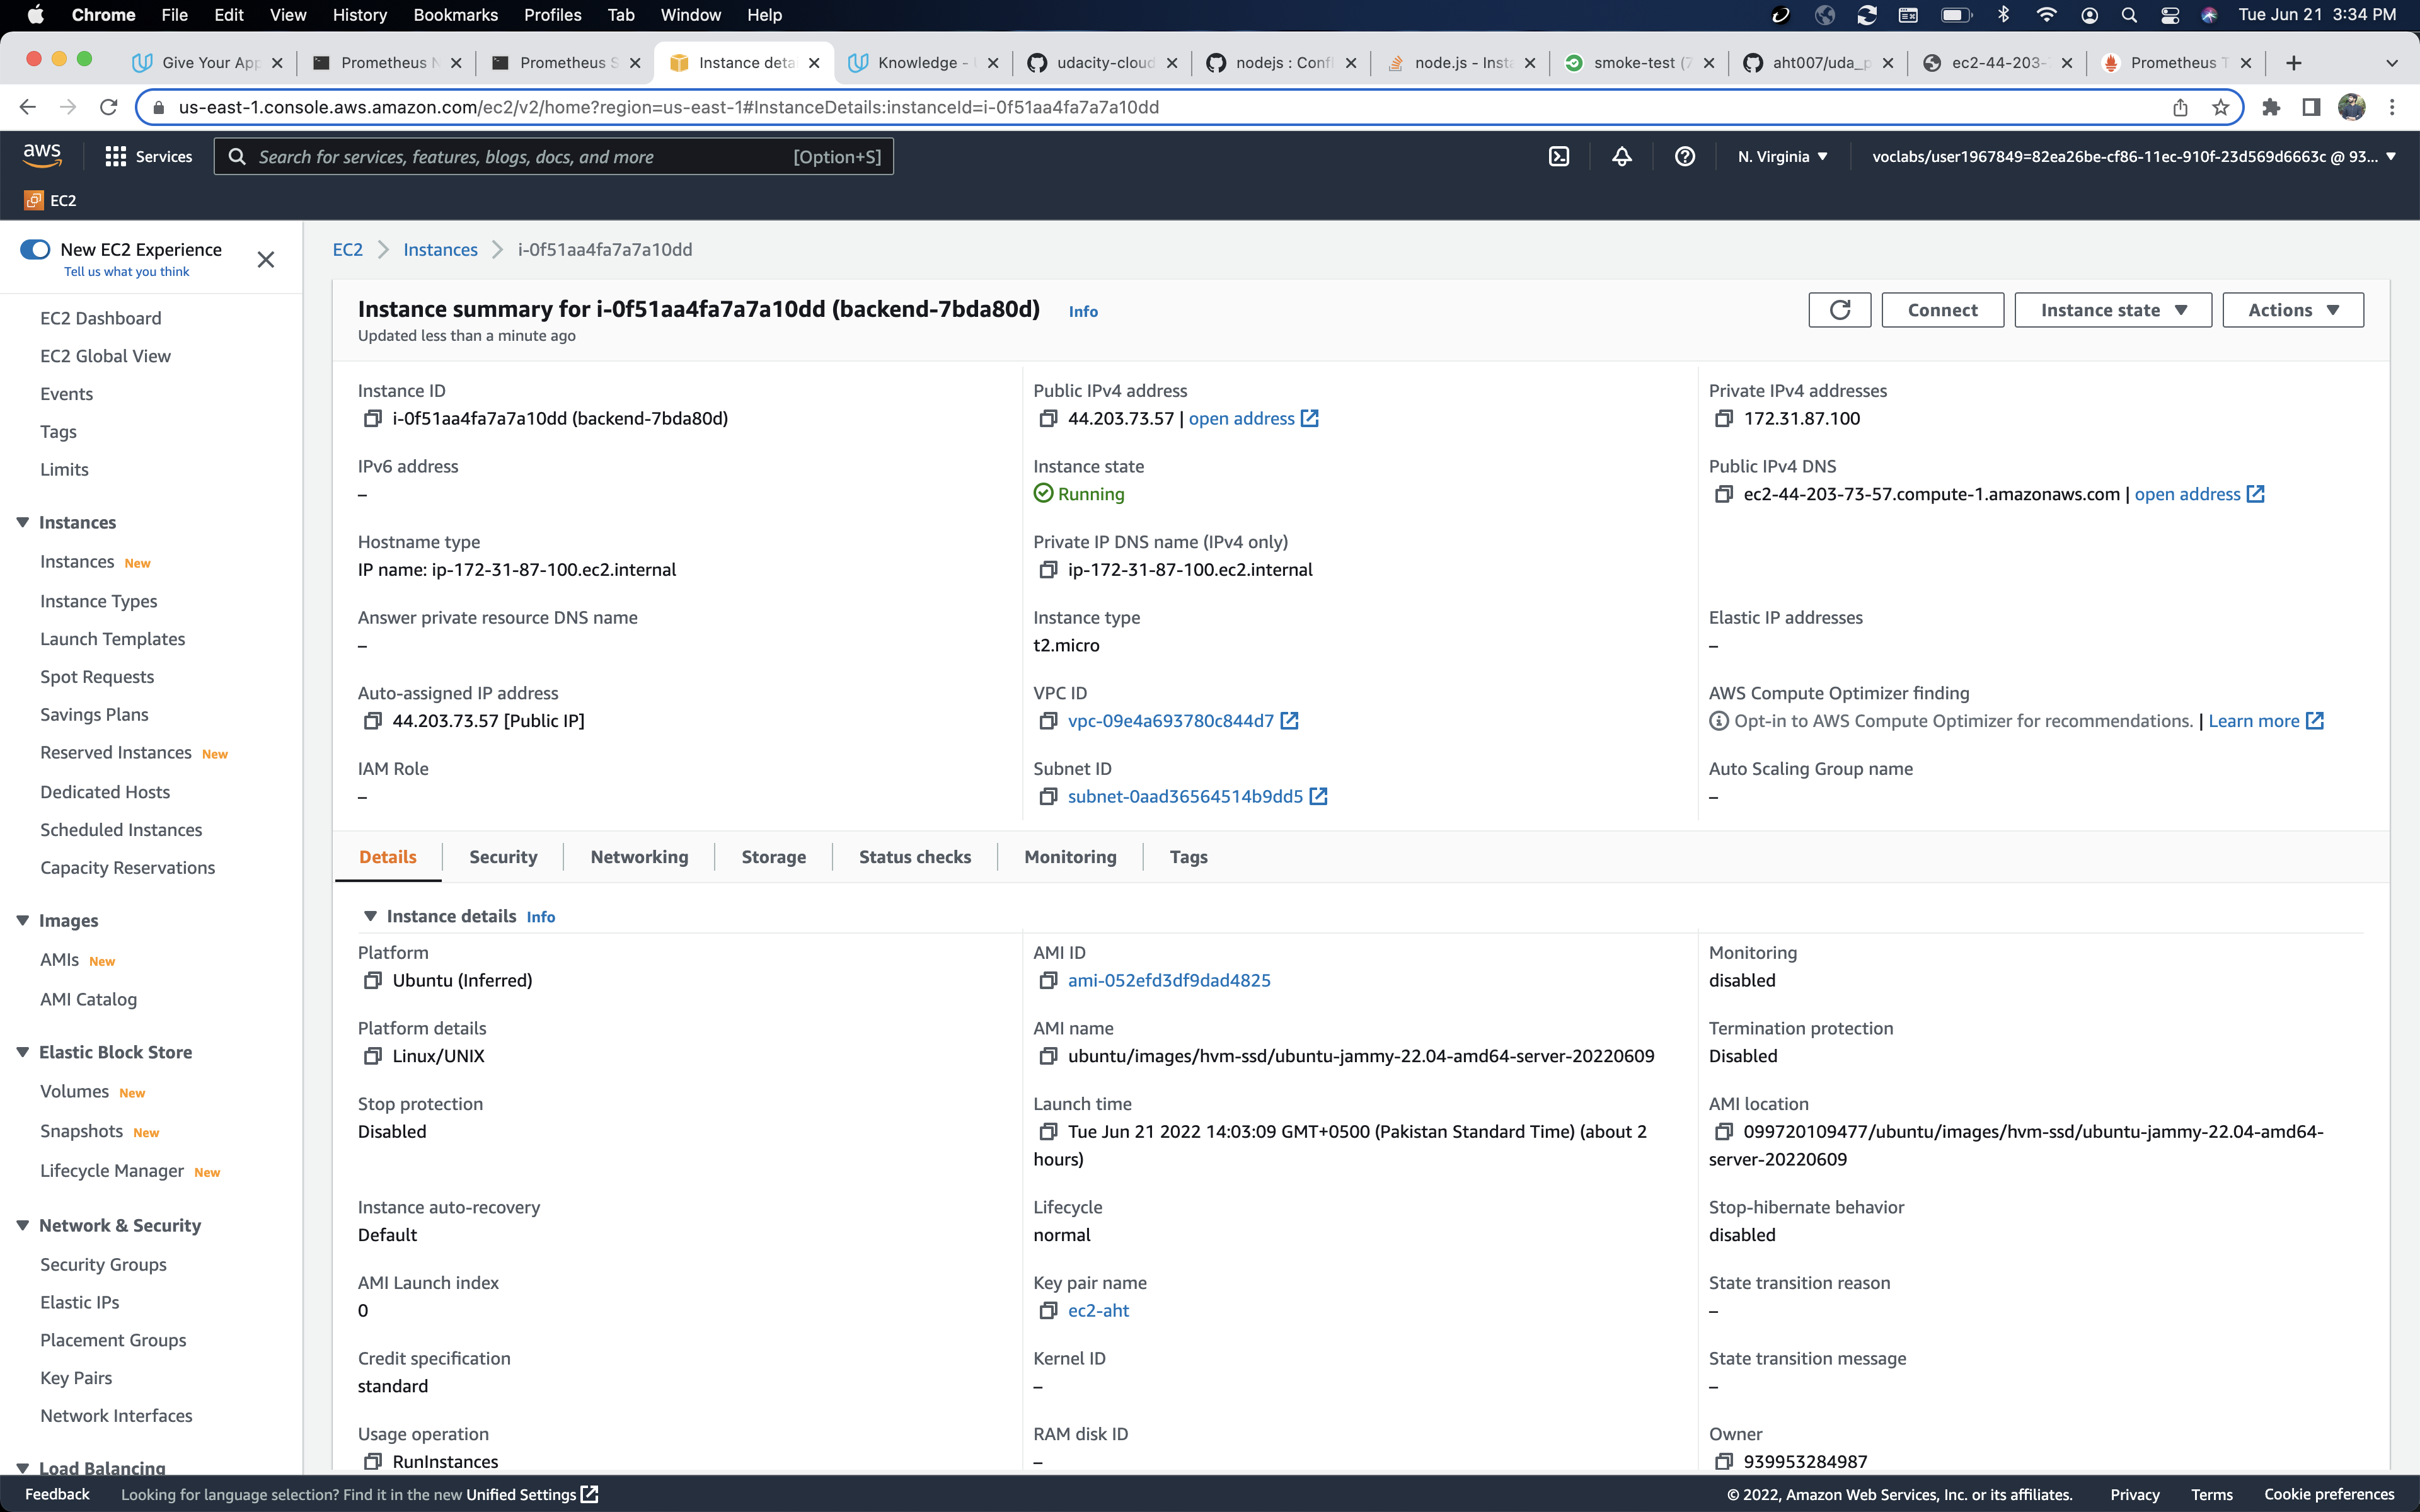 Chrome File Edit View History Bookmarks Profiles Tab Window Help Tue Jun 21 3:34 PM
Give Your App Prometheus Prometheus Instance deta Knowledge - udacity-cloud nodejs : Confi node.js - Insta smoke-test (7 aht007/uda_p ec2-44-203- Prometheus T
us-east-1.console.aws.amazon.com/ec2/v2/home?region=us-east-1#InstanceDetails:instanceId=i-0f51aa4fa7a7a10dd
aws Services Search for services, features, blogs, docs, and more [Option+S] N. Virginia voclabs/user1967849=82ea26be-cf86-11ec-910f-23d569d6663c @ 93...
EC2
New EC2 Experience
Tell us what you think
EC2 Dashboard
EC2 Global View
Events
Tags
Limits
Instances
Instances New
Instance Types
Launch Templates
Spot Requests
Savings Plans
Reserved Instances New
Dedicated Hosts
Scheduled Instances
Capacity Reservations
Images
AMIs New
AMI Catalog
Elastic Block Store
Volumes New
Snapshots New
Lifecycle Manager New
Network & Security
Security Groups
Elastic IPs
Placement Groups
Key Pairs
Network Interfaces
Load Balancing
EC2 Instances i-0f51aa4fa7a7a10dd
Instance summary for i-0f51aa4fa7a7a10dd (backend-7bda80d) Info
Updated less than a minute ago
Connect Instance state Actions
Instance ID Public IPv4 address Private IPv4 addresses
i-0f51aa4fa7a7a10dd (backend-7bda80d) 44.203.73.57 | open address 172.31.87.100
IPv6 address Instance state Public IPv4 DNS
– Running ec2-44-203-73-57.compute-1.amazonaws.com | open address
Hostname type Private IP DNS name (IPv4 only)
IP name: ip-172-31-87-100.ec2.internal ip-172-31-87-100.ec2.internal
Answer private resource DNS name Instance type Elastic IP addresses
– t2.micro –
Auto-assigned IP address VPC ID AWS Compute Optimizer finding
44.203.73.57 [Public IP] vpc-09e4a693780c844d7 Opt-in to AWS Compute Optimizer for recommendations. | Learn more
IAM Role Subnet ID Auto Scaling Group name
– subnet-0aad36564514b9dd5 –
Details Security Networking Storage Status checks Monitoring Tags
Instance details Info
Platform AMI ID Monitoring
Ubuntu (Inferred) ami-052efd3df9dad4825 disabled
Platform details AMI name Termination protection
Linux/UNIX ubuntu/images/hvm-ssd/ubuntu-jammy-22.04-amd64-server-20220609 Disabled
Stop protection Launch time AMI location
Disabled Tue Jun 21 2022 14:03:09 GMT+0500 (Pakistan Standard Time) (about 2 099720109477/ubuntu/images/hvm-ssd/ubuntu-jammy-22.04-amd64-
hours) server-20220609
Instance auto-recovery Lifecycle Stop-hibernate behavior
Default normal disabled
AMI Launch index Key pair name State transition reason
0 ec2-aht –
Credit specification Kernel ID State transition message
standard – –
Usage operation RAM disk ID Owner
RunInstances – 939953284987
Feedback Looking for language selection? Find it in the new Unified Settings © 2022, Amazon Web Services, Inc. or its affiliates. Privacy Terms Cookie preferences